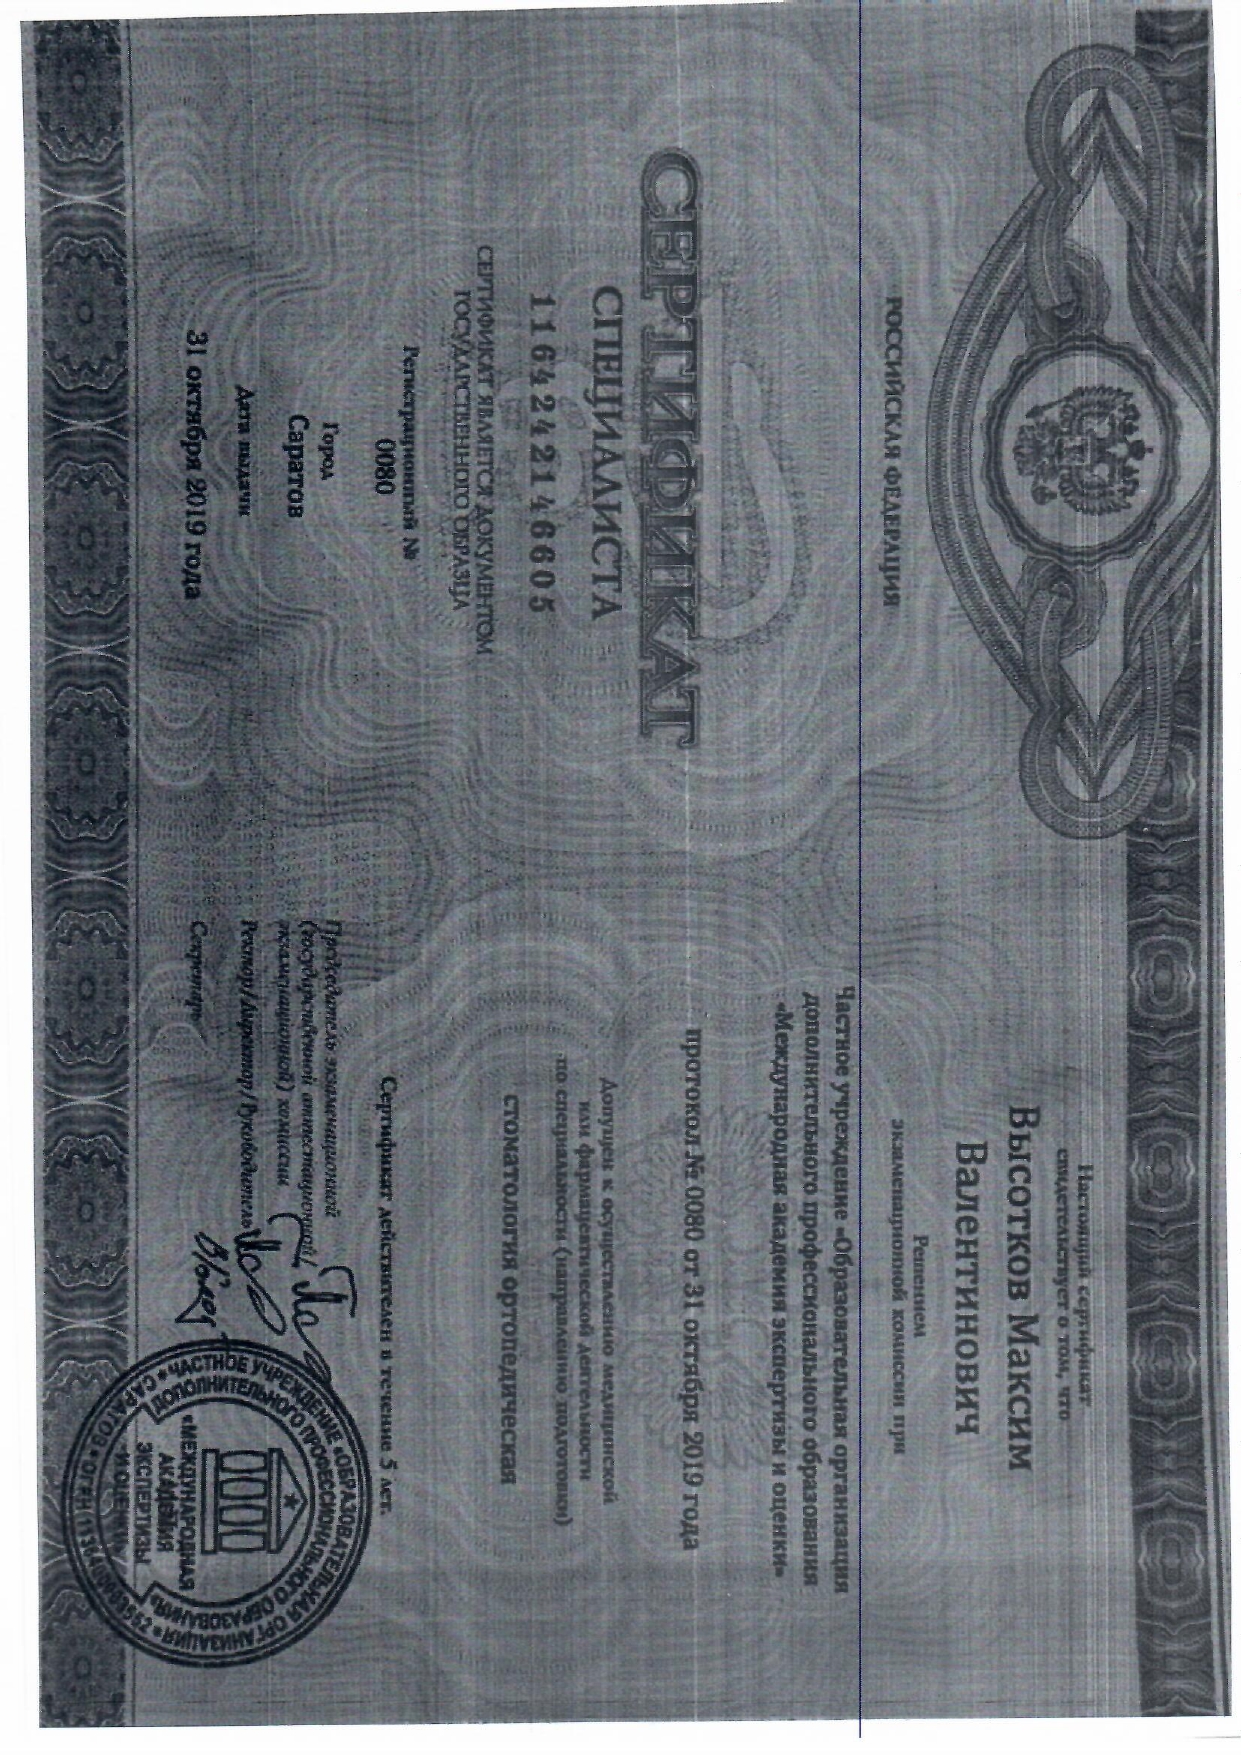 РОССИЙСКАЯ ФЕДЕРАЦИЯ
СЕРТИФИКАТ
СПЕЦИАЛИСТА
1164242146605
СЕРТИФИКАТ ЯВЛЯЕТСЯ ДОКУМЕНТОМ
ГОСУДАРСТВЕННОГО ОБРАЗЦА
Регистрационный №
0080
Город
Саратов
Дата выдачи
31 октября 2019 года
Настоящий сертификат
свидетельствует о том, что
Высотков Максим
Валентинович
Решением
экзаменационной комиссии при
Частное учреждение «Образовательная организация
дополнительного профессионального образования
«Международная академия экспертизы и оценки»
протокол № 0080 от 31 октября 2019 года
Допущен к осуществлению медицинской
или фармацевтической деятельности
по специальности (направлению подготовки)
стоматология ортопедическая
Сертификат действителен в течение 5 лет.
Председатель экзаменационной
(государственной аттестационной,
экзаменационной) комиссии
Ректор/Директор/Руководитель
Секретарь
ЧАСТНОЕ УЧРЕЖДЕНИЕ «ОБРАЗОВАТЕЛЬНАЯ ОРГАНИЗАЦИЯ
ДОПОЛНИТЕЛЬНОГО ПРОФЕССИОНАЛЬНОГО ОБРАЗОВАНИЯ»
«МЕЖДУНАРОДНАЯ
АКАДЕМИЯ
ЭКСПЕРТИЗЫ
И ОЦЕНКИ»
САРАТОВ * ОГРН